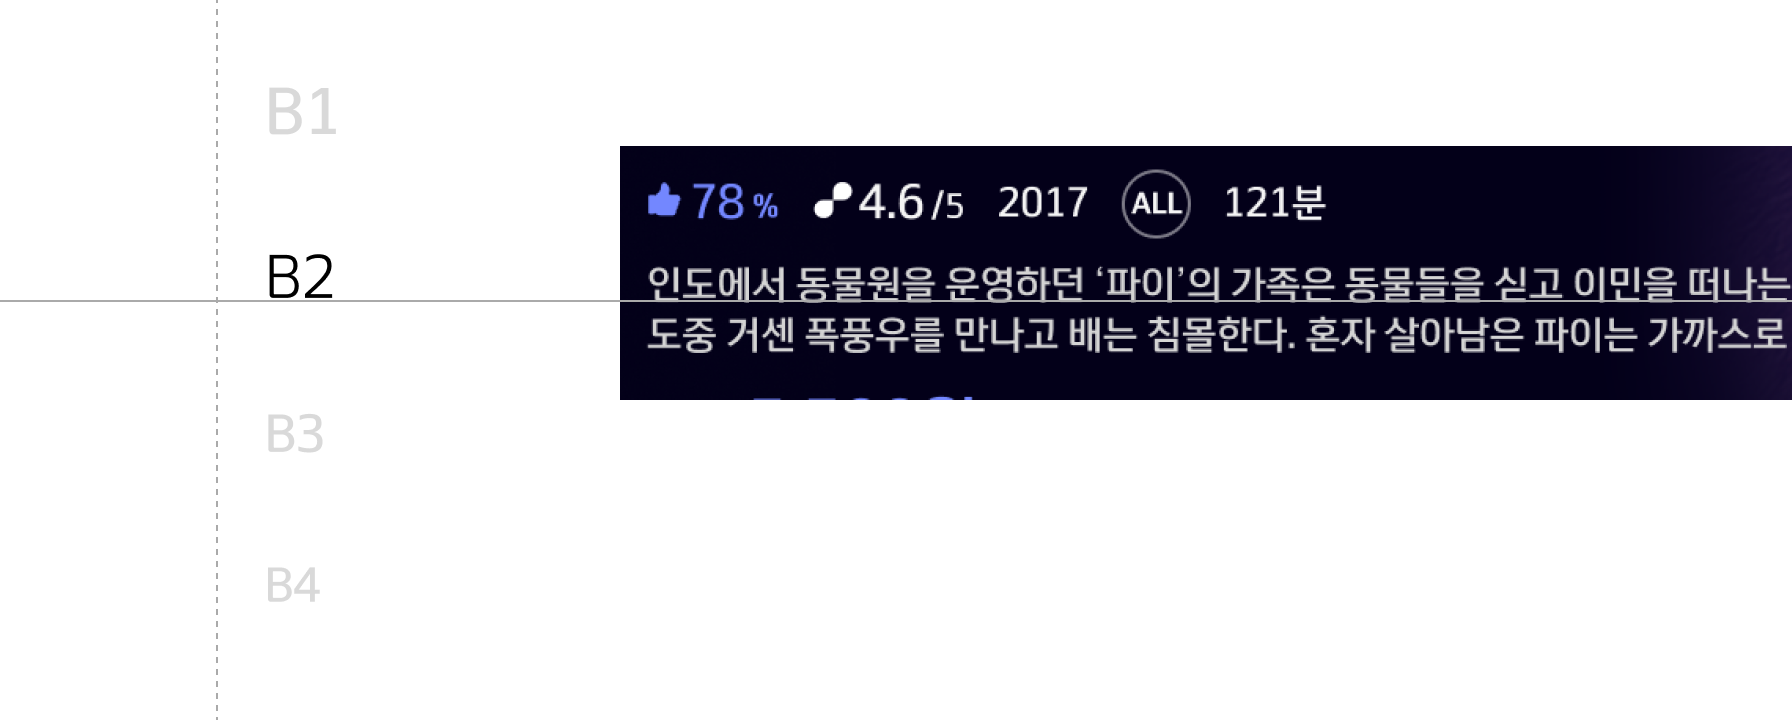 B1
78 % 4.6 /5 2017 ALL 121분
B2
인도에서 동물원을 운영하던 ‘파이’의 가족은 동물들을 싣고 이민을 떠나는
도중 거센 폭풍우를 만나고 배는 침몰한다. 혼자 살아남은 파이는 가까스로
B3
B4